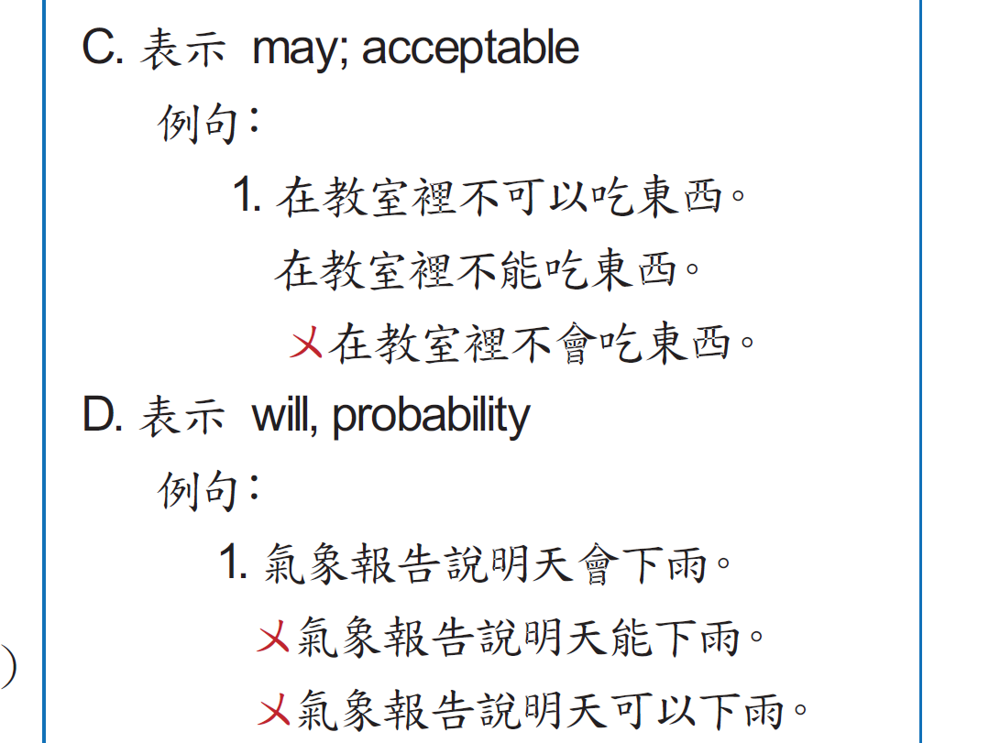 C. 表示 may; acceptable
例句：
1. 在教室裡不可以吃東西。
在教室裡不能吃東西。
ㄨ在教室裡不會吃東西。
D. 表示 will, probability
例句：
1. 氣象報告說明天會下雨。
ㄨ氣象報告說明天能下雨。
）
ㄨ氣象報告說明天可以下雨。